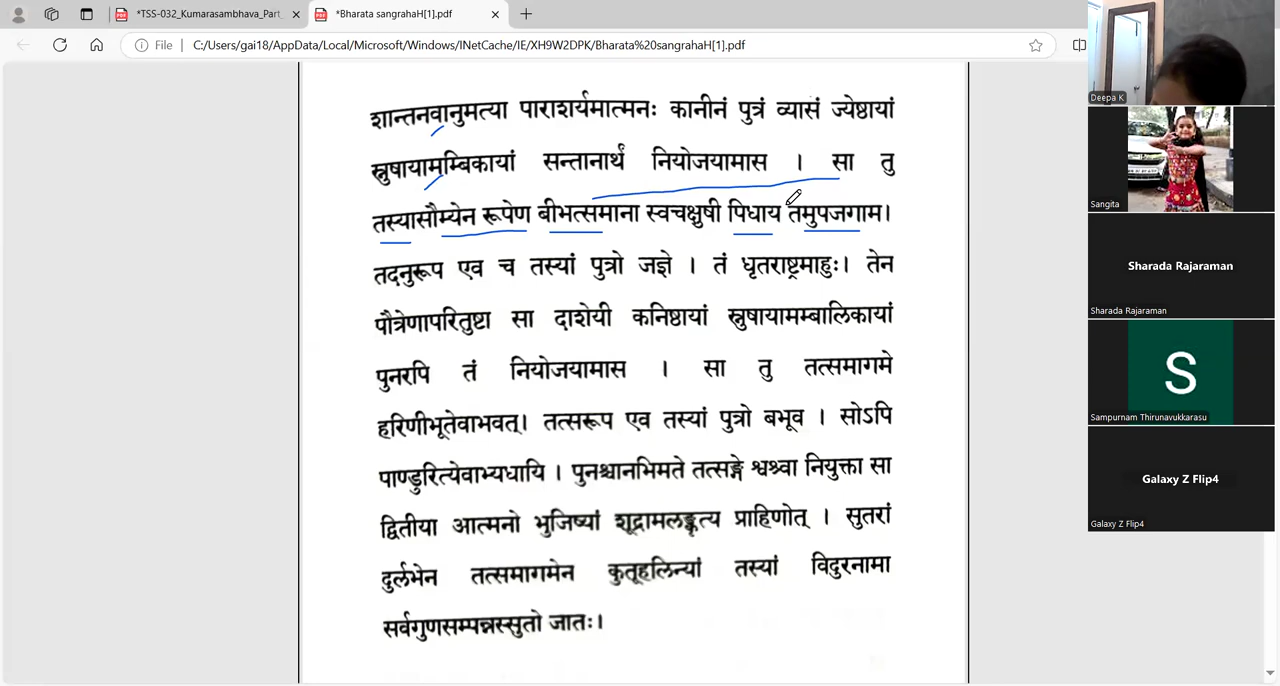 *TSS-032_Kumarasambhava_Part_
*Bharata sangrahaH[1].pdf
File
C:/Users/gai18/AppData/Local/Microsoft/Windows/INetCache/IE/XH9W2DPK/Bharata%20sangrahaH[1].pdf
शान्तनवानुमत्या पाराशर्यमात्मनः कानीनं पुत्रं व्यासं ज्येष्ठायां
स्नुषायामम्बिकायां सन्तानार्थं नियोजयामास । सा तु
तस्यासौम्येन रूपेण बीभत्समाना स्वचक्षुषी पिधाय तमुपजगाम।
तदनुरूप एव च तस्यां पुत्रो जज्ञे । तं धृतराष्ट्रमाहुः। तेन
पौत्रेणापरितुष्टा सा दाशेयी कनिष्ठायां स्नुषायामम्बालिकायां
पुनरपि तं नियोजयामास । सा तु तत्समागमे
हरिणीभूतेवाभवत्। तत्सरूप एव तस्यां पुत्रो बभूव । सोऽपि
पाण्डुरित्येवाभ्यधायि । पुनश्चानभिमते तत्सङ्गे श्वश्र्वा नियुक्ता सा
द्वितीया आत्मनो भुजिष्यां शूद्रामलङ्कृत्य प्राहिणोत् । सुतरां
दुर्लभेन तत्समागमेन कुतूहलिन्यां तस्यां विदुरनामा
सर्वगुणसम्पन्नस्सुतो जातः।
Deepa K
Sangita
Sharada Rajaraman
Sharada Rajaraman
S
Sampurnam Thirunavukkarasu
Galaxy Z Flip4
Galaxy Z Flip4